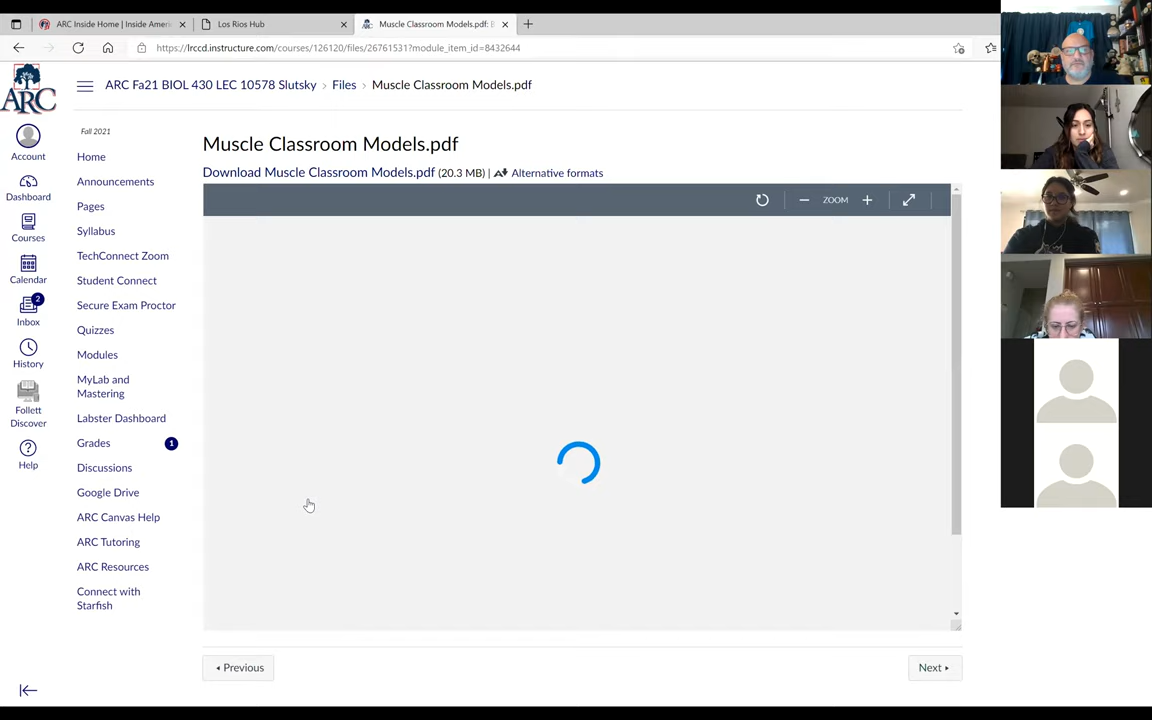 ARC Inside Home | Inside Ameri
Los Rios Hub
Muscle Classroom Models.pdf: B
https://lrccd.instructure.com/courses/126120/files/26761531?module_item_id=8432644
ARC
ARC Fa21 BIOL 430 LEC 10578 Slutsky › Files › Muscle Classroom Models.pdf
Account
Dashboard
Courses
Calendar
2
Inbox
History
Follett
Discover
Help
Fall 2021
Home
Announcements
Pages
Syllabus
TechConnect Zoom
Student Connect
Secure Exam Proctor
Quizzes
Modules
MyLab and
Mastering
Labster Dashboard
Grades 1
Discussions
Google Drive
ARC Canvas Help
ARC Tutoring
ARC Resources
Connect with
Starfish
Muscle Classroom Models.pdf
Download Muscle Classroom Models.pdf (20.3 MB) | Alternative formats
ZOOM
Previous
Next